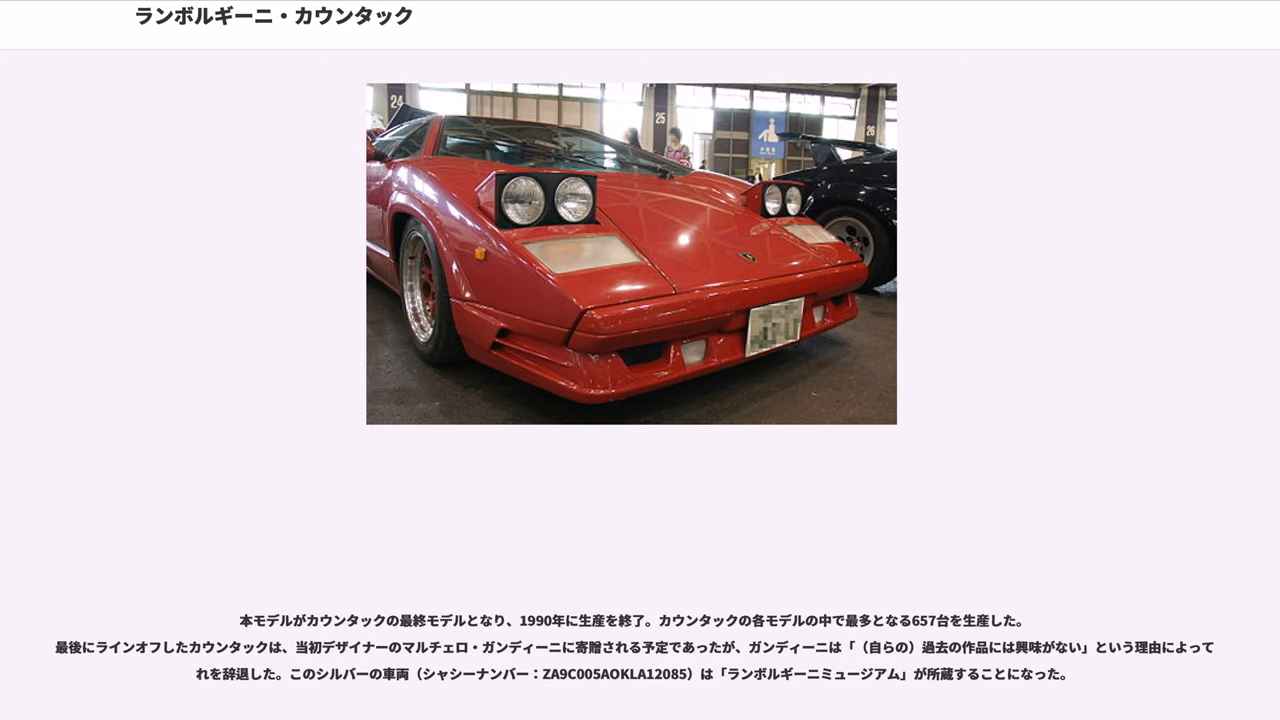 ランボルギーニ・カウンタック
24
25
26
本モデルがカウンタックの最終モデルとなり、1990年に生産を終了。カウンタックの各モデルの中で最多となる657台を生産した。
最後にラインオフしたカウンタックは、当初デザイナーのマルチェロ・ガンディーニに寄贈される予定であったが、ガンディーニは「（自らの）過去の作品には興味がない」という理由によって
れを辞退した。このシルバーの車両（シャシーナンバー：ZA9C005AOKLA12085）は「ランボルギーニミュージアム」が所蔵することになった。